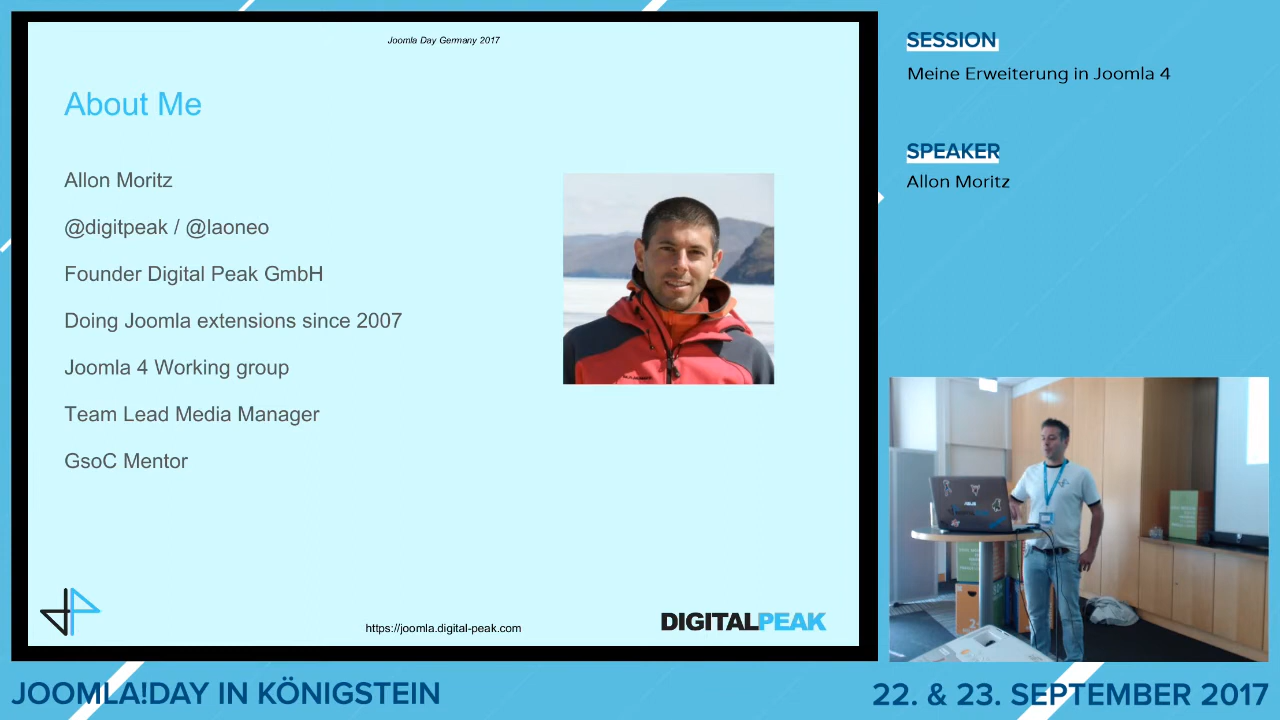 Joomla Day Germany 2017
About Me
Allon Moritz
@digitpeak / @laoneo
Founder Digital Peak GmbH
Doing Joomla extensions since 2007
Joomla 4 Working group
Team Lead Media Manager
GsoC Mentor
https://joomla.digital-peak.com
DIGITALPEAK
SESSION
Meine Erweiterung in Joomla 4
SPEAKER
Allon Moritz
JOOMLA!DAY IN KÖNIGSTEIN
22. & 23. SEPTEMBER 2017